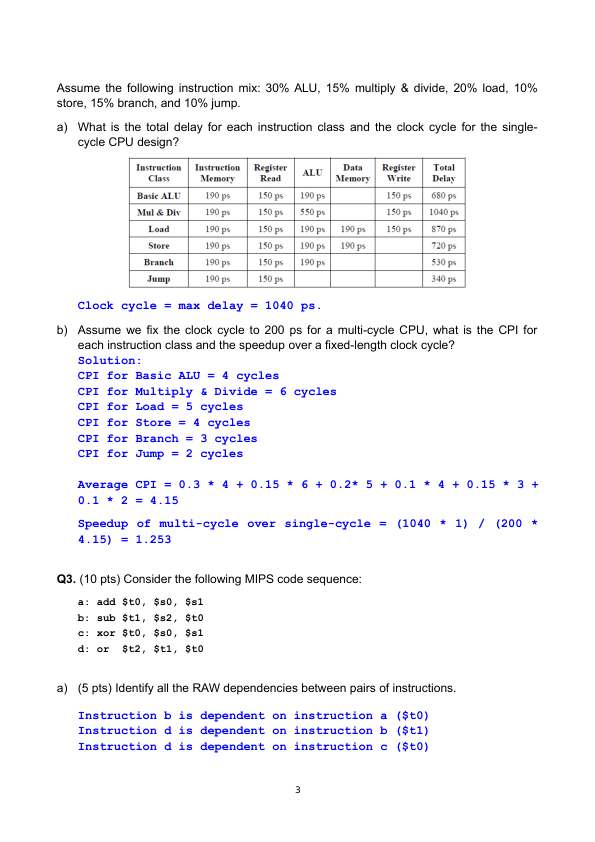 Assume the following instruction mix: 30% ALU, 15% multiply & divide, 20% load, 10%
store, 15% branch, and 10% jump.
a) What is the total delay for each instruction class and the clock cycle for the single-
cycle CPU design?
Instruction Class Instruction Memory Register Read ALU Data Memory Register Write Total Delay
Basic ALU 190 ps 150 ps 190 ps 150 ps 680 ps
Mul & Div 190 ps 150 ps 550 ps 150 ps 1040 ps
Load 190 ps 150 ps 190 ps 190 ps 150 ps 870 ps
Store 190 ps 150 ps 190 ps 190 ps 720 ps
Branch 190 ps 150 ps 190 ps 530 ps
Jump 190 ps 150 ps 340 ps
Clock cycle = max delay = 1040 ps.
b) Assume we fix the clock cycle to 200 ps for a multi-cycle CPU, what is the CPI for
each instruction class and the speedup over a fixed-length clock cycle?
Solution:
CPI for Basic ALU = 4 cycles
CPI for Multiply & Divide = 6 cycles
CPI for Load = 5 cycles
CPI for Store = 4 cycles
CPI for Branch = 3 cycles
CPI for Jump = 2 cycles
Average CPI = 0.3 * 4 + 0.15 * 6 + 0.2* 5 + 0.1 * 4 + 0.15 * 3 +
0.1 * 2 = 4.15
Speedup of multi-cycle over single-cycle = (1040 * 1) / (200 *
4.15) = 1.253
Q3. (10 pts) Consider the following MIPS code sequence:
a: add $t0, $s0, $s1
b: sub $t1, $s2, $t0
c: xor $t0, $s0, $s1
d: or $t2, $t1, $t0
a) (5 pts) Identify all the RAW dependencies between pairs of instructions.
Instruction b is dependent on instruction a ($t0)
Instruction d is dependent on instruction b ($t1)
Instruction d is dependent on instruction c ($t0)
3